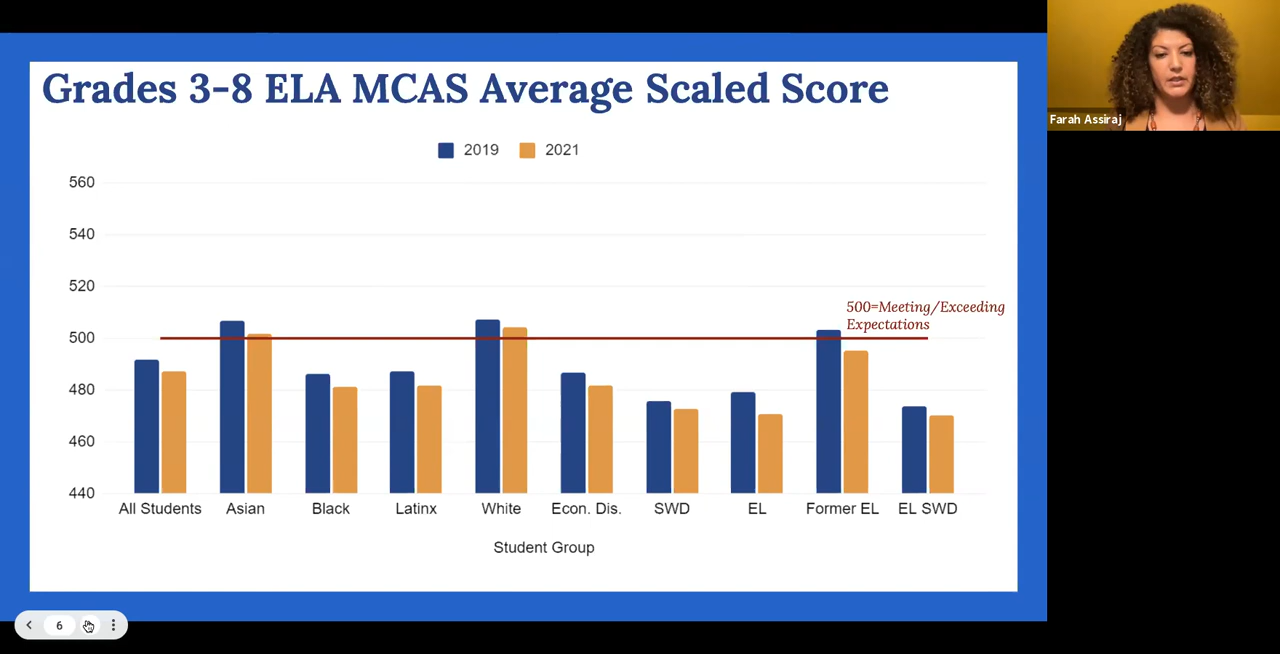 Grades 3-8 ELA MCAS Average Scaled Score
Farah Assiraj
2019 2021
560
540
520
500=Meeting/Exceeding
Expectations
500
480
460
440
All Students Asian Black Latinx White Econ. Dis. SWD EL Former EL EL SWD
Student Group
6